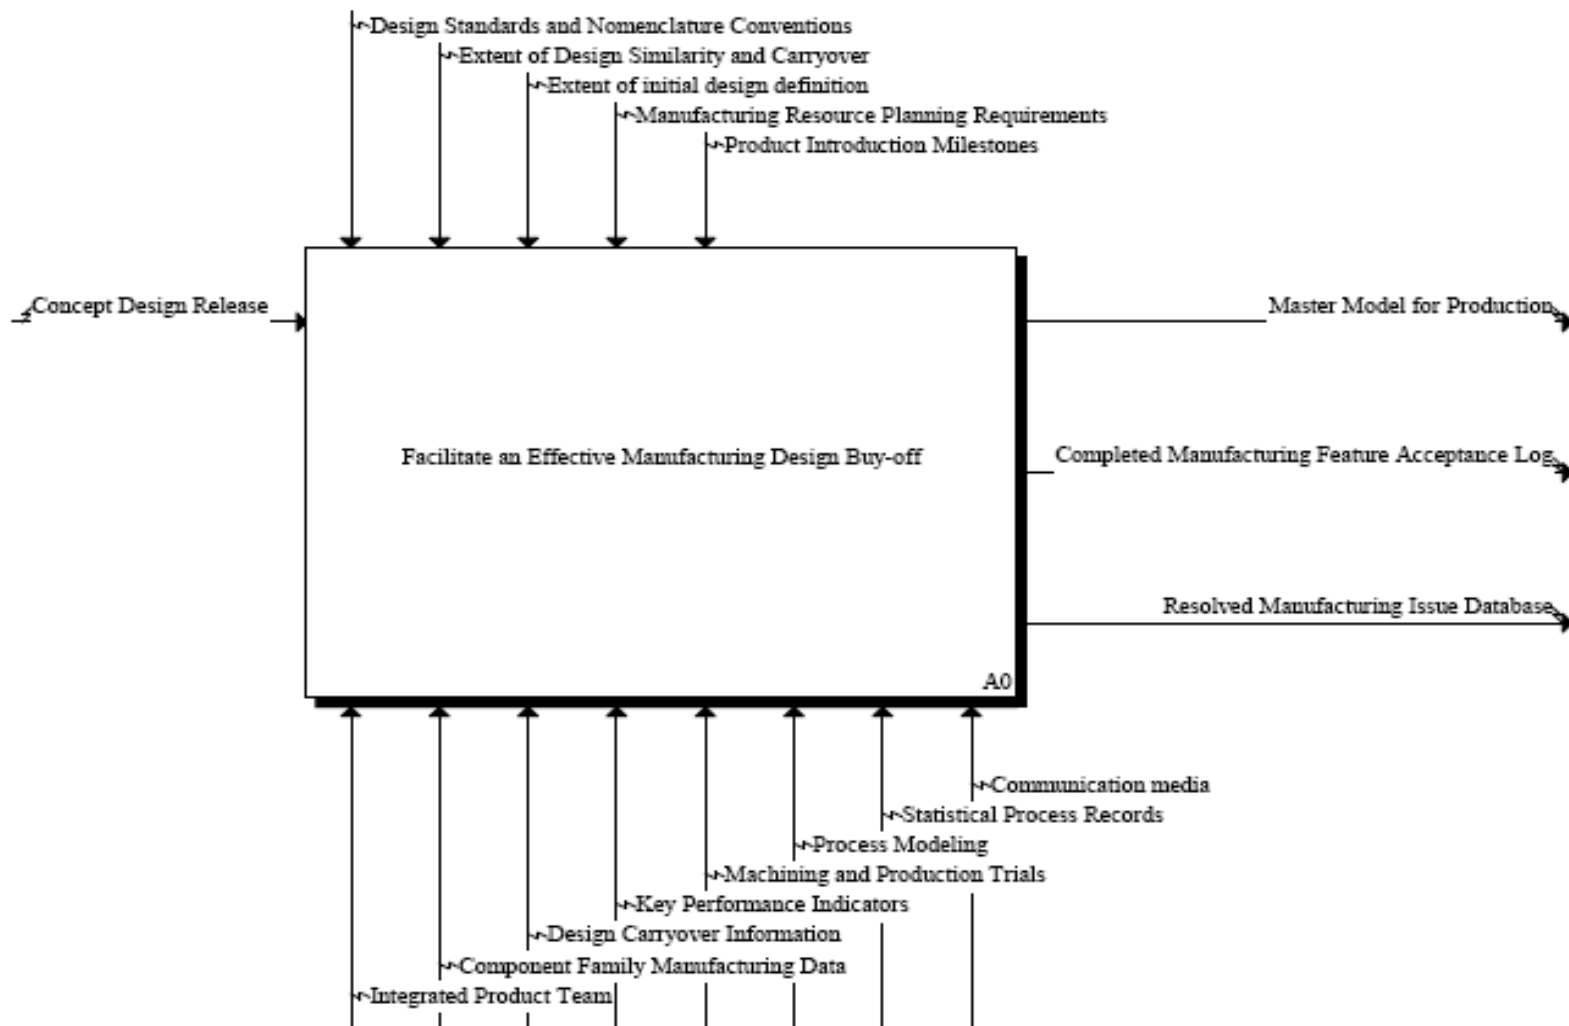 Design Standards and Nomenclature Conventions
Extent of Design Similarity and Carryover
Extent of initial design definition
Manufacturing Resource Planning Requirements
Product Introduction Milestones
Concept Design Release
Master Model for Production
Facilitate an Effective Manufacturing Design Buy-off
Completed Manufacturing Feature Acceptance Log
Resolved Manufacturing Issue Database
A0
Communication media
Statistical Process Records
Process Modeling
Machining and Production Trials
Key Performance Indicators
Design Carryover Information
Component Family Manufacturing Data
Integrated Product Team